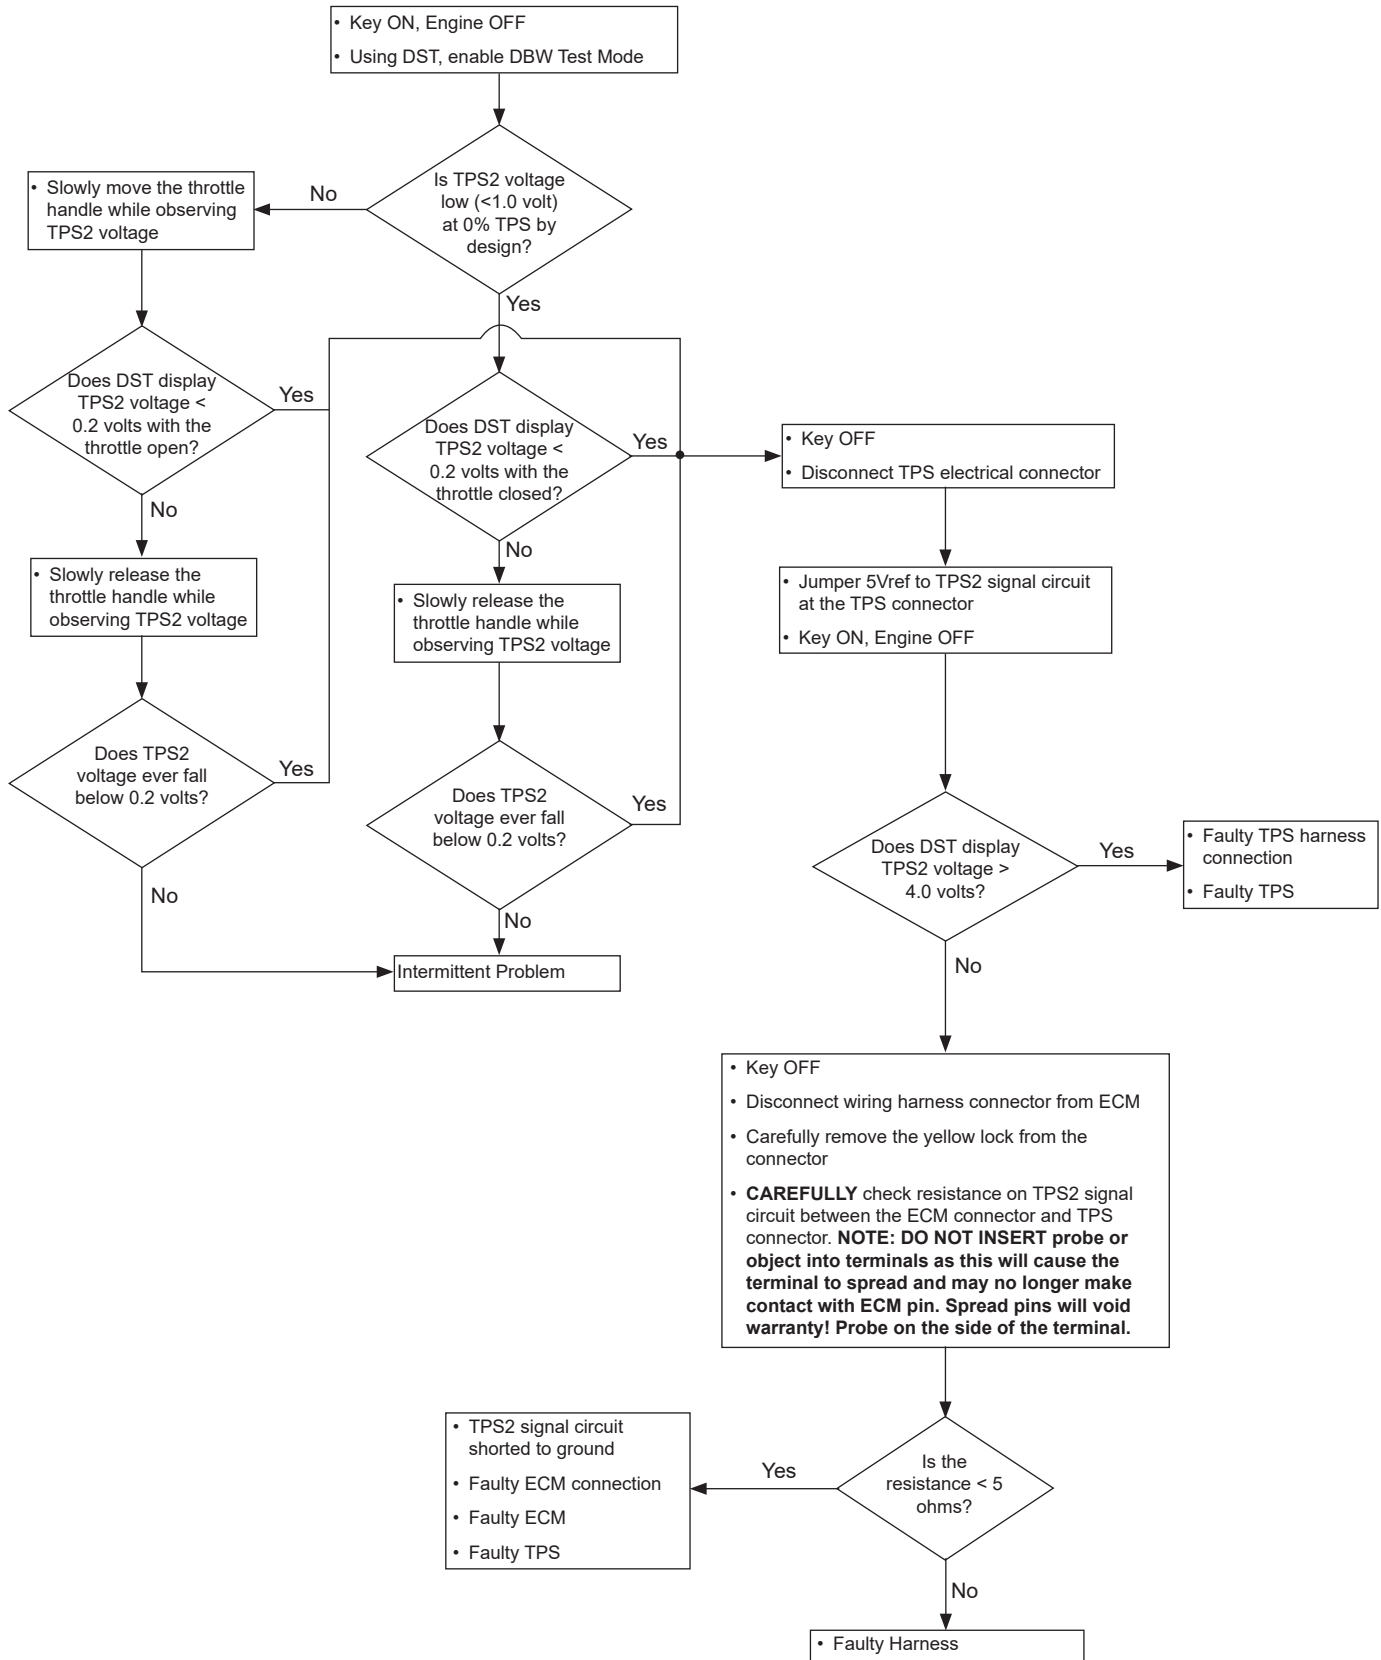 • Key ON, Engine OFF
• Using DST, enable DBW Test Mode
Is TPS2 voltage
low (<1.0 volt)
at 0% TPS by
design?
No
• Slowly move the throttle
handle while observing
TPS2 voltage
Yes
Does DST display
TPS2 voltage <
0.2 volts with the
throttle open?
Yes
No
Does DST display
TPS2 voltage <
0.2 volts with the
throttle closed?
Yes
No
• Key OFF
• Disconnect TPS electrical connector
• Slowly release the
throttle handle while
observing TPS2 voltage
• Slowly release the
throttle handle while
observing TPS2 voltage
• Jumper 5Vref to TPS2 signal circuit
at the TPS connector
• Key ON, Engine OFF
Does TPS2
voltage ever fall
below 0.2 volts?
Yes
No
Does TPS2
voltage ever fall
below 0.2 volts?
Yes
No
Intermittent Problem
Does DST display
TPS2 voltage >
4.0 volts?
Yes
• Faulty TPS harness
connection
• Faulty TPS
No
• Key OFF
• Disconnect wiring harness connector from ECM
• Carefully remove the yellow lock from the
connector
• CAREFULLY check resistance on TPS2 signal
circuit between the ECM connector and TPS
connector. NOTE: DO NOT INSERT probe or
object into terminals as this will cause the
terminal to spread and may no longer make
contact with ECM pin. Spread pins will void
warranty! Probe on the side of the terminal.
Is the
resistance < 5
ohms?
Yes
• TPS2 signal circuit
shorted to ground
• Faulty ECM connection
• Faulty ECM
• Faulty TPS
No
• Faulty Harness